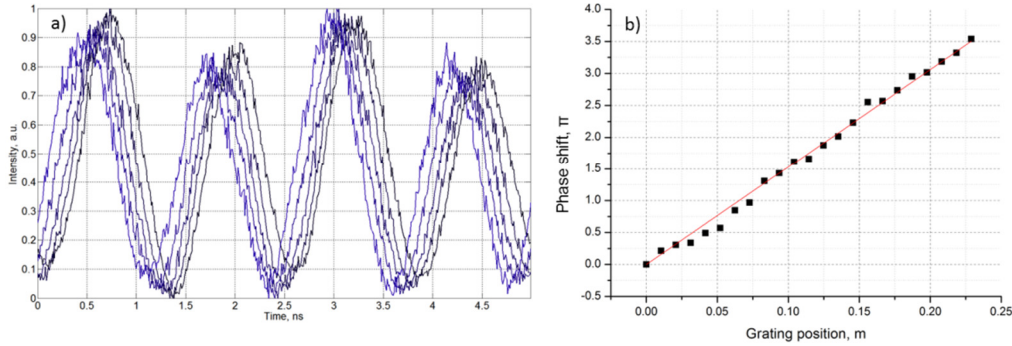 a)
1
0.9
0.8
0.7
0.6
0.5
0.4
0.3
0.2
0.1
0
Intensity, a.u.
0 0.5 1 1.5 2 2.5 3 3.5 4 4.5
Time, ns
b)
4.0
3.5
3.0
2.5
2.0
1.5
1.0
0.5
0.0
-0.5
Phase shift, π
0.00 0.05 0.10 0.15 0.20 0.25
Grating position, m